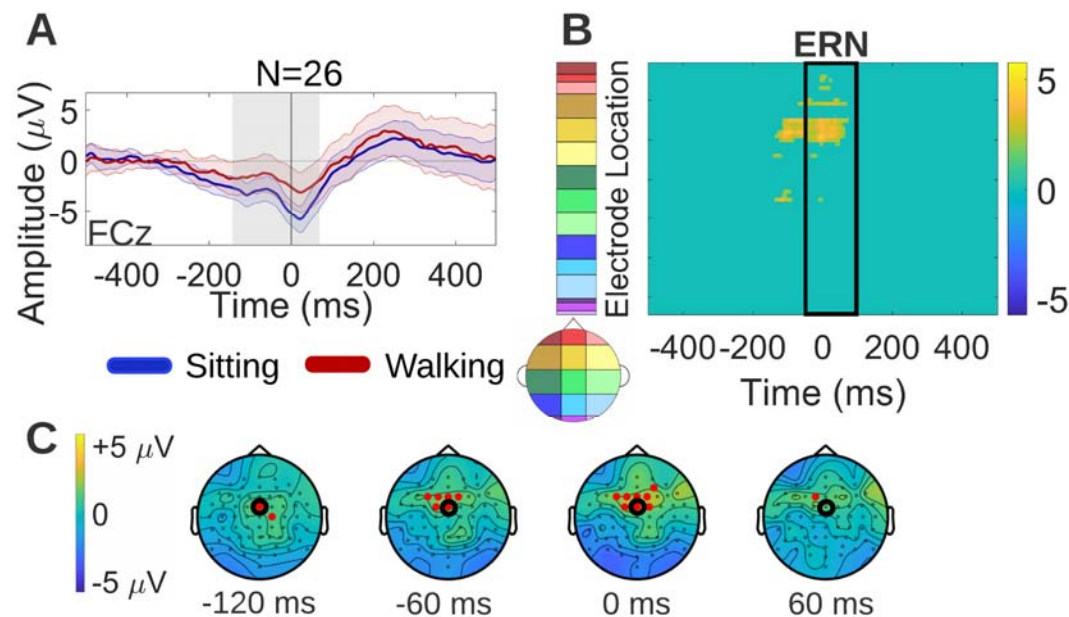 A
N=26
5
0
-5
Amplitude (μV)
FCz
-400 -200 0 200 400
Time (ms)
Sitting
Walking
B
ERN
Electrode Location
5
0
-5
-400 -200 0 200 400
Time (ms)
C
+5 μV
0
-5 μV
-120 ms
-60 ms
0 ms
60 ms